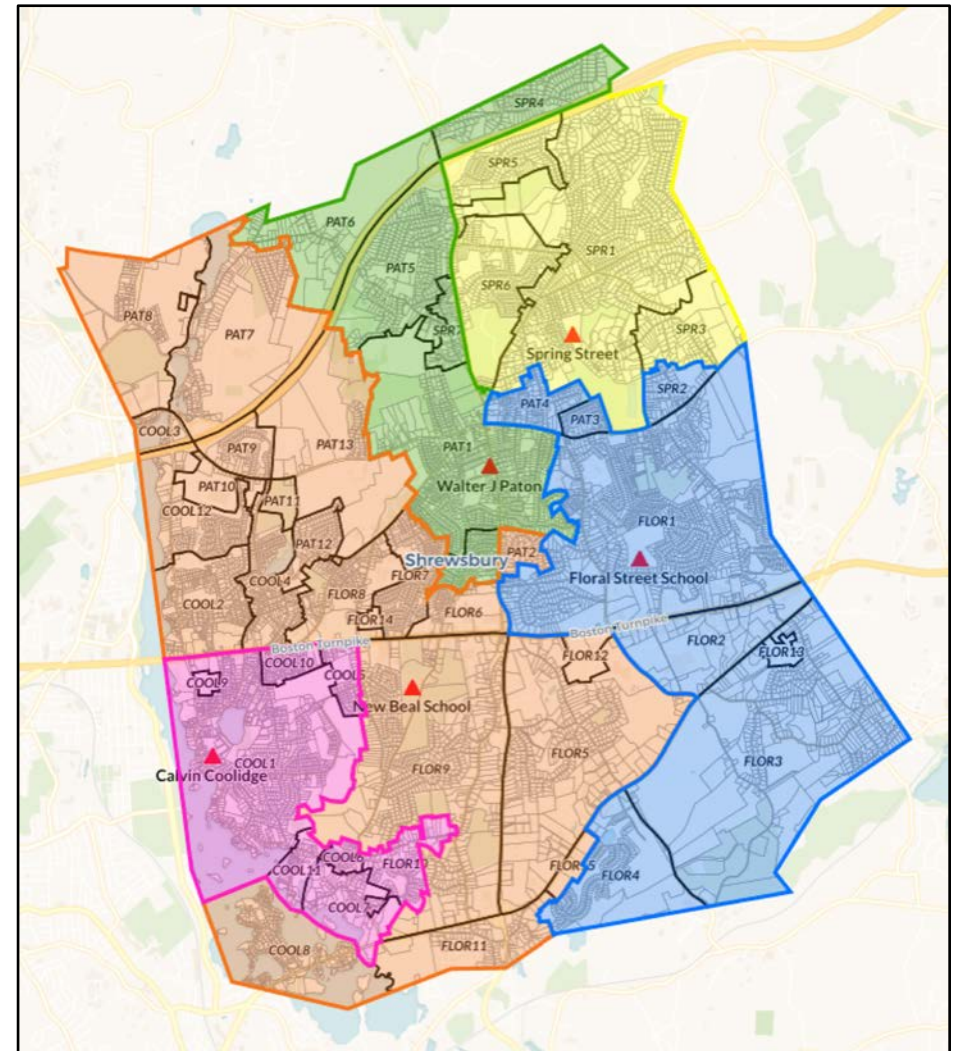 SPR4
SPR5
PAT6
SPR1
PAT5
SPR6
PAT8
PAT7
SPR7
SPR3
Spring Street
SPR2
PAT4
PAT3
COOL3
PAT9
PAT13
PAT1
Walter J Paton
PAT10
PAT11
COOL12
FLOR1
PAT12
PAT2
Shrewsbury
Floral Street School
COOL4
FLOR7
FLOR8
COOL2
FLOR6
FLOR14
Boston Turnpike
Boston Turnpike
FLOR2
FLOR12
FLOR13
COOL10
COOL5
COOL9
New Beal School
FLOR5
FLOR3
Calvin Coolidge
COOL1
FLOR9
COOL6
FLOR10
COOL11
FLOR4
COOL7
COOL8
FLOR11